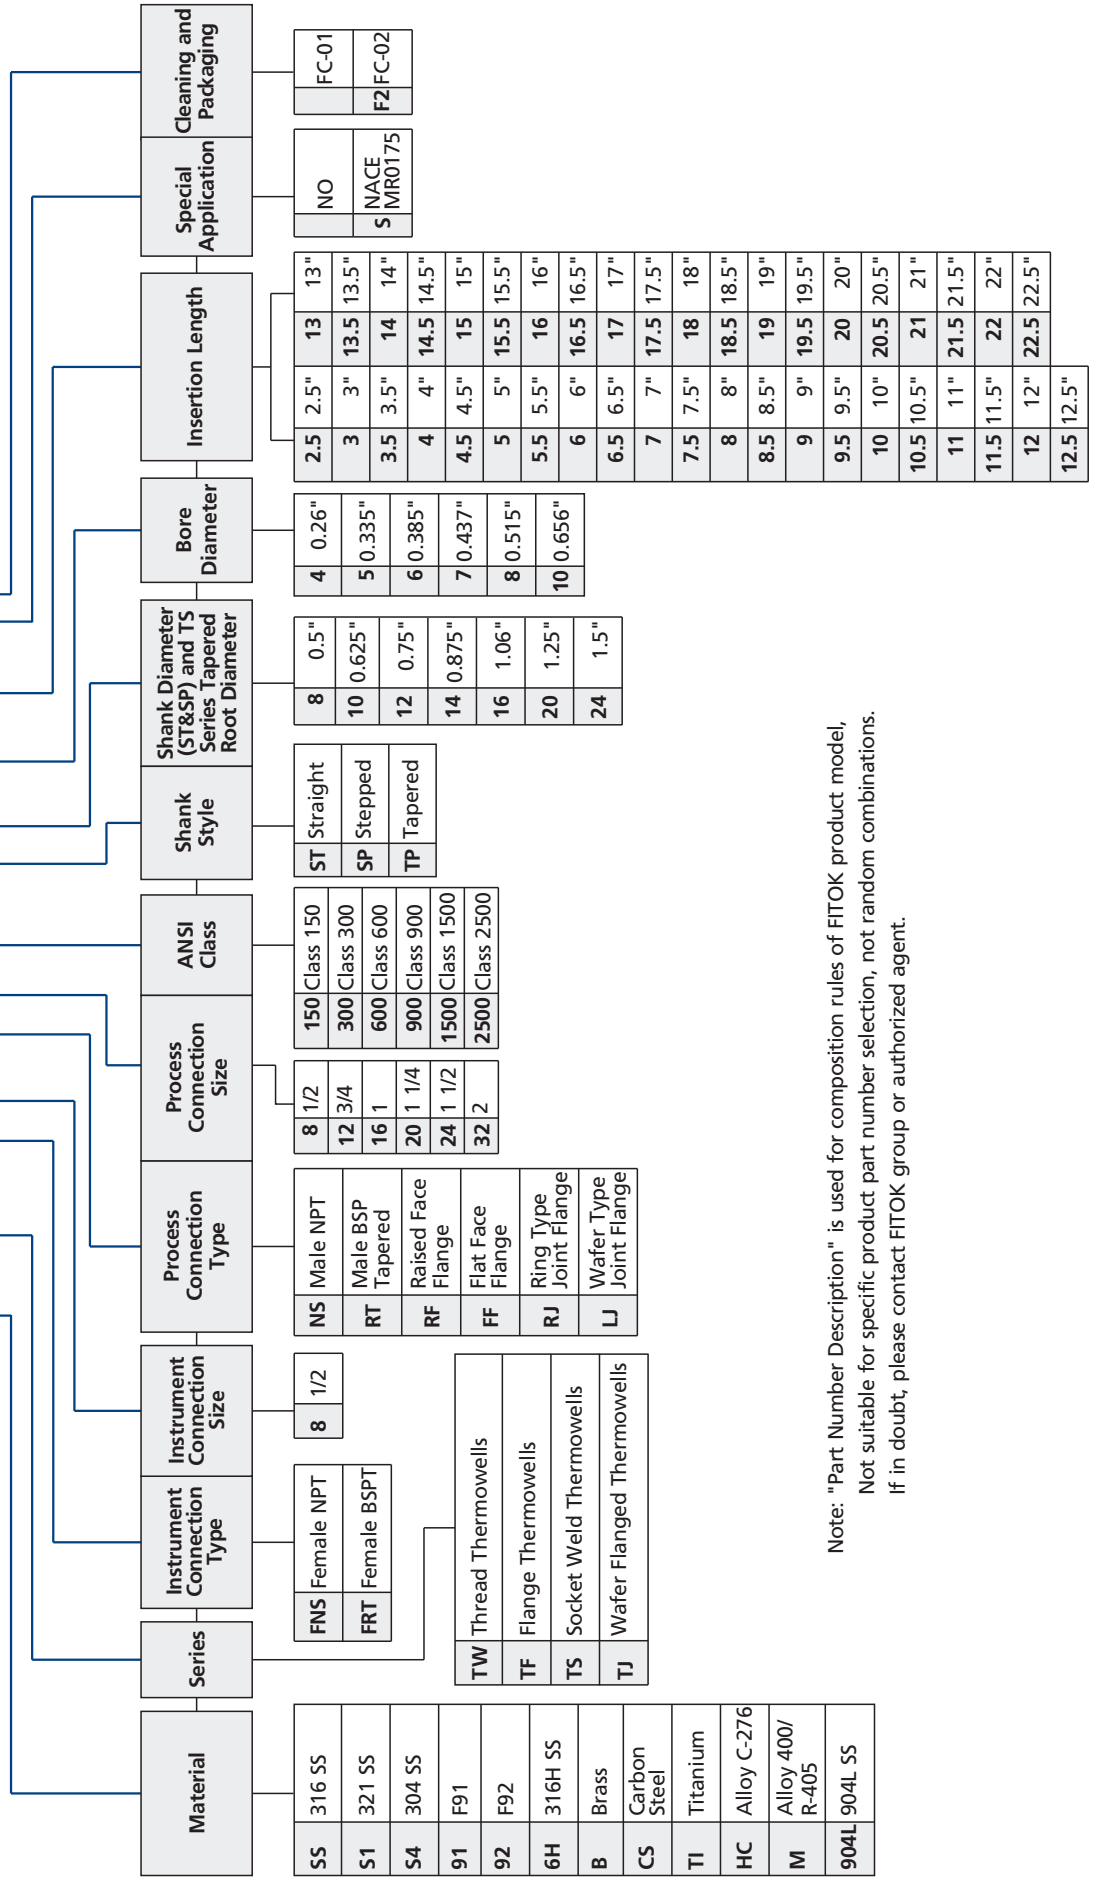 Material
SS 316 SS
S1 321 SS
S4 304 SS
91 F91
92 F92
6H 316H SS
B Brass
CS Carbon
Steel
TI Titanium
HC Alloy C-276
M Alloy 400/
R-405
904L 904L SS
Series
TW Thread Thermowells
TF Flange Thermowells
TS Socket Weld Thermowells
TJ Wafer Flanged Thermowells
Instrument
Connection
Type
FNS Female NPT
FRT Female BSPT
Instrument
Connection
Size
8 1/2
Process
Connection
Type
NS Male NPT
RT Male BSP
Tapered
RF Raised Face
Flange
FF Flat Face
Flange
RJ Ring Type
Joint Flange
LJ Wafer Type
Joint Flange
Process
Connection
Size
8 1/2
12 3/4
16 1
20 1 1/4
24 1 1/2
32 2
ANSI
Class
150 Class 150
300 Class 300
600 Class 600
900 Class 900
1500 Class 1500
2500 Class 2500
Shank
Style
ST Straight
SP Stepped
TP Tapered
Shank Diameter
(ST&SP) and TS
Series Tapered
Root Diameter
8 0.5"
10 0.625"
12 0.75"
14 0.875"
16 1.06"
20 1.25"
24 1.5"
Bore
Diameter
4 0.26"
5 0.335"
6 0.385"
7 0.437"
8 0.515"
10 0.656"
Insertion Length
2.5 2.5" 13 13"
3 3" 13.5 13.5"
3.5 3.5" 14 14"
4 4" 14.5 14.5"
4.5 4.5" 15 15"
5 5" 15.5 15.5"
5.5 5.5" 16 16"
6 6" 16.5 16.5"
6.5 6.5" 17 17"
7 7" 17.5 17.5"
7.5 7.5" 18 18"
8 8" 18.5 18.5"
8.5 8.5" 19 19"
9 9" 19.5 19.5"
9.5 9.5" 20 20"
10 10" 20.5 20.5"
10.5 10.5" 21 21"
11 11" 21.5 21.5"
11.5 11.5" 22 22"
12 12" 22.5 22.5"
12.5 12.5"
Special
Application
NO
S NACE
MR0175
Cleaning and
Packaging
FC-01
F2 FC-02
Note: "Part Number Description" is used for composition rules of FITOK product model,
Not suitable for specific product part number selection, not random combinations.
If in doubt, please contact FITOK group or authorized agent.